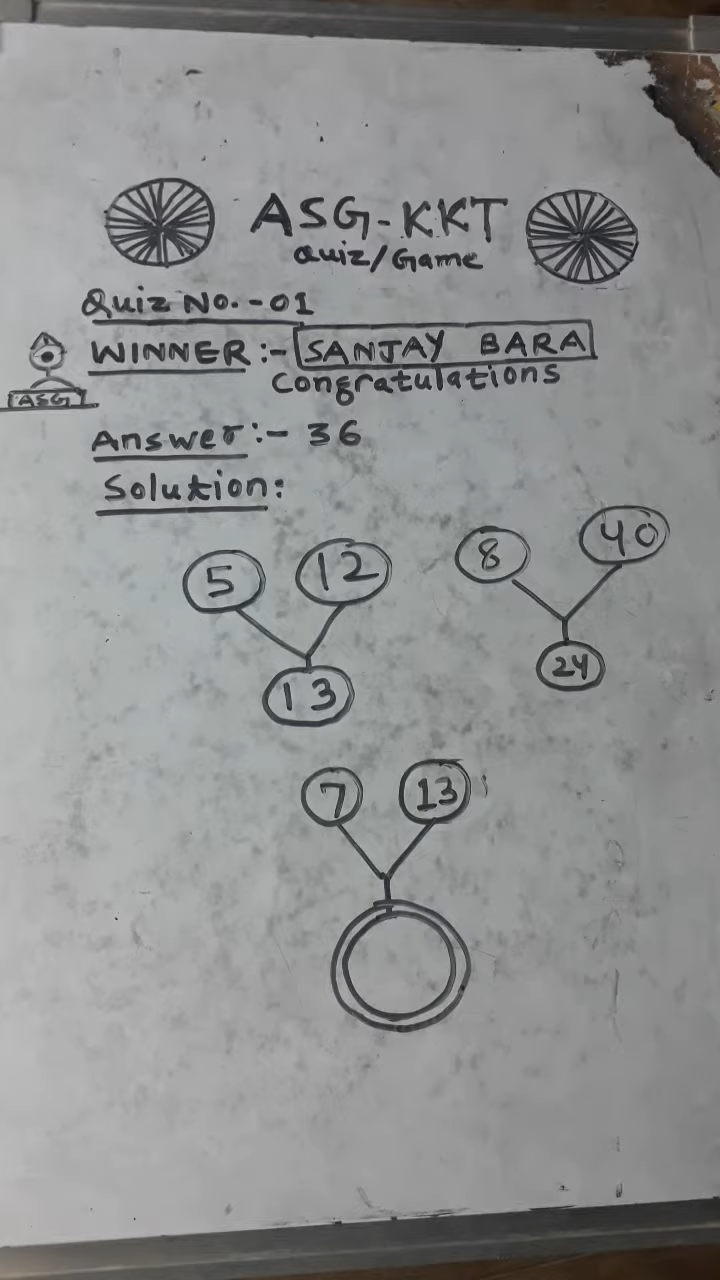 ASG-KKT
Quiz/Game
Quiz No.-01
WINNER:- SANJAY BARA
Congratulations
ASG
Answer:- 36
Solution:
5 12 8 40
13 24
7 13